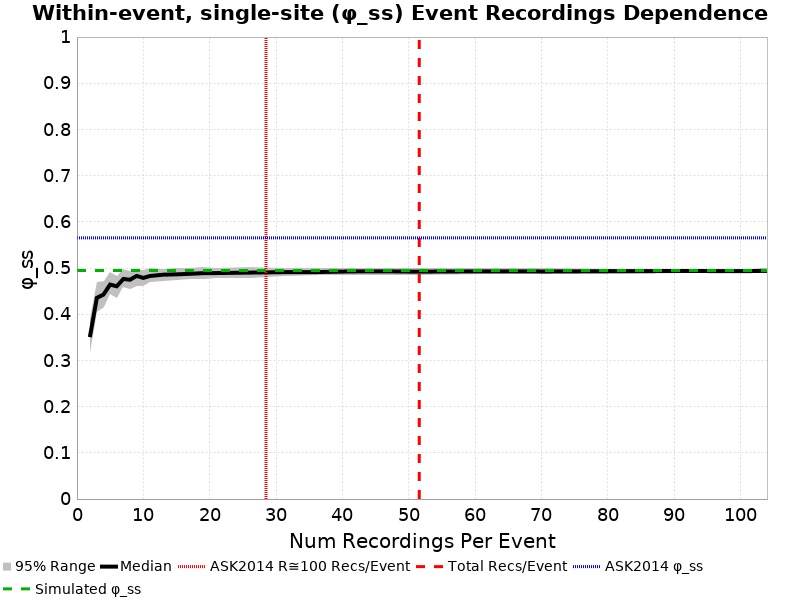 Within-event, single-site (φ_ss) Event Recordings Dependence
1
0.9
0.8
0.7
0.6
0.5
0.4
0.3
0.2
0.1
0
φ_ss
0 10 20 30 40 50 60 70 80 90 100
Num Recordings Per Event
95% Range Median ASK2014 R≅100 Recs/Event Total Recs/Event ASK2014 φ_ss
Simulated φ_ss